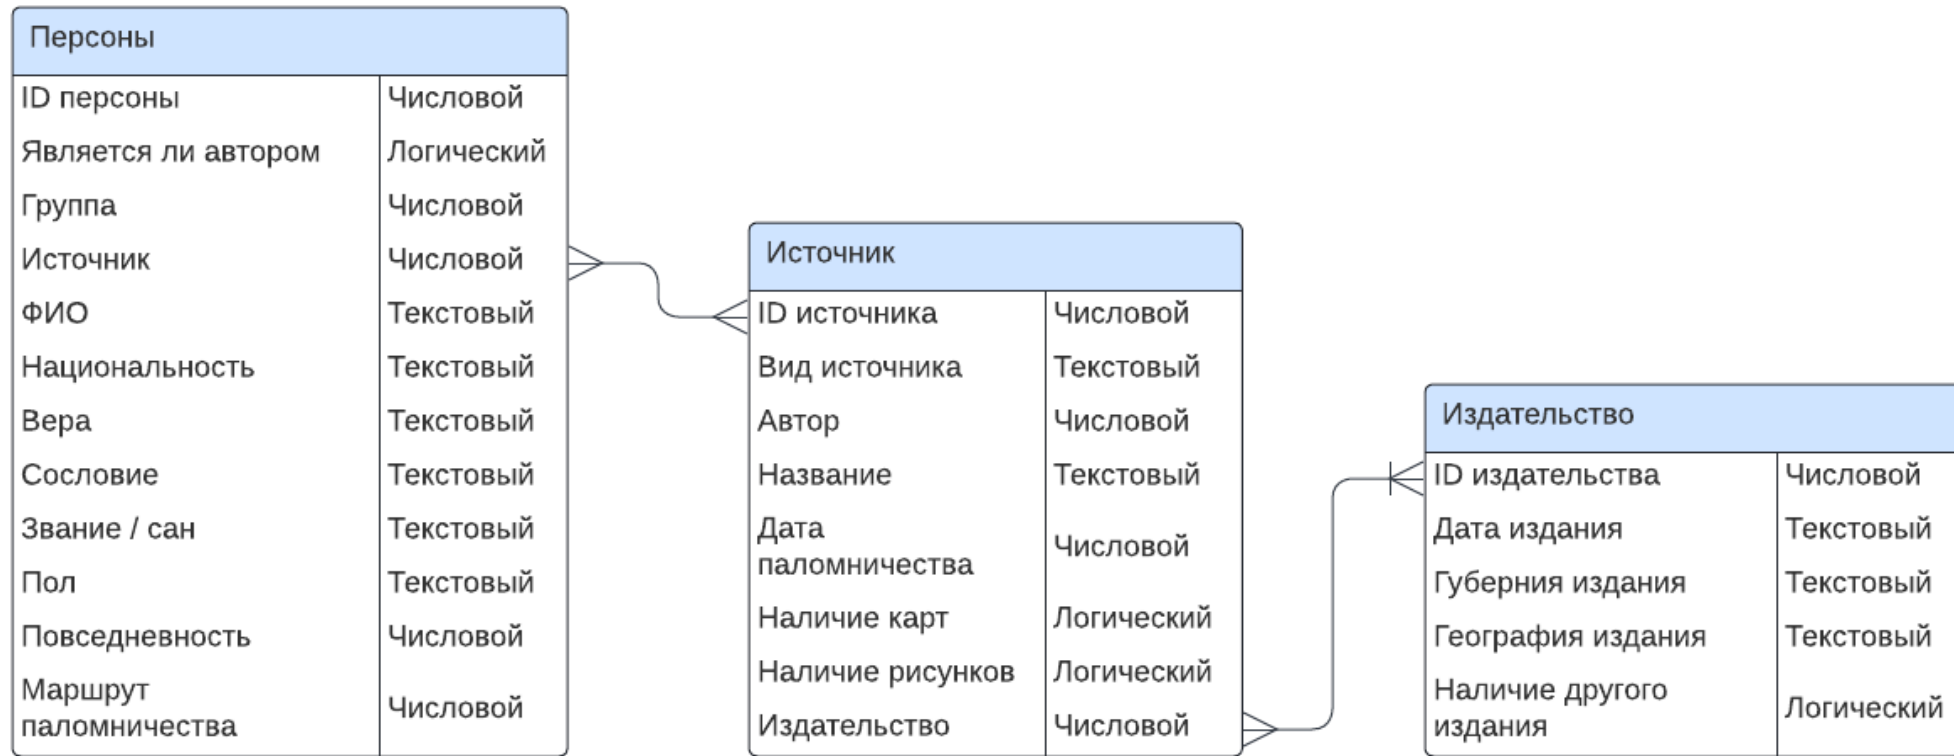 Персоны
ID персоны Числовой
Является ли автором Логический
Группа Числовой
Источник Числовой
ФИО Текстовый
Национальность Текстовый
Вера Текстовый
Сословие Текстовый
Звание / сан Текстовый
Пол Текстовый
Повседневность Числовой
Маршрут
паломничества Числовой
Источник
ID источника Числовой
Вид источника Текстовый
Автор Числовой
Название Текстовый
Дата
паломничества Числовой
Наличие карт Логический
Наличие рисунков Логический
Издательство Числовой
Издательство
ID издательства Числовой
Дата издания Текстовый
Губерния издания Текстовый
География издания Текстовый
Наличие другого
издания Логический